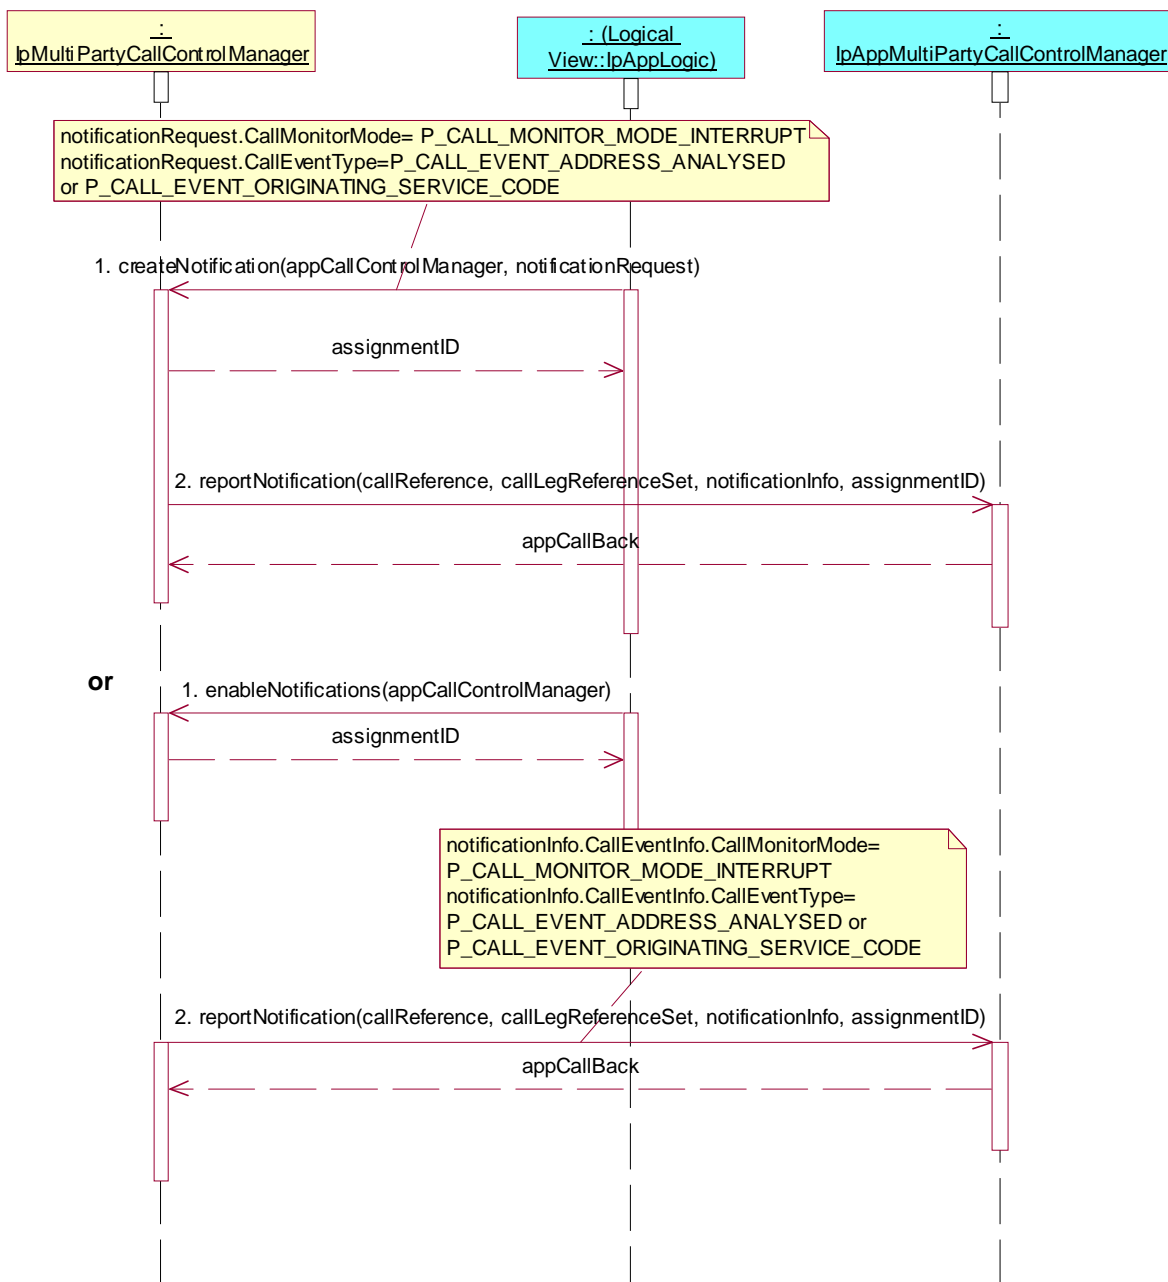 :
IpMultiPartyCallControlManager
: (Logical
View::IpAppLogic)
:
IpAppMultiPartyCallControlManager
notificationRequest.CallMonitorMode= P_CALL_MONITOR_MODE_INTERRUPT
notificationRequest.CallEventType=P_CALL_EVENT_ADDRESS_ANALYSED
or P_CALL_EVENT_ORIGINATING_SERVICE_CODE
1. createNotification(appCallControlManager, notificationRequest)
assignmentID
2. reportNotification(callReference, callLegReferenceSet, notificationInfo, assignmentID)
appCallBack
or
1. enableNotifications(appCallControlManager)
assignmentID
notificationInfo.CallEventInfo.CallMonitorMode=
P_CALL_MONITOR_MODE_INTERRUPT
notificationInfo.CallEventInfo.CallEventType=
P_CALL_EVENT_ADDRESS_ANALYSED or
P_CALL_EVENT_ORIGINATING_SERVICE_CODE
2. reportNotification(callReference, callLegReferenceSet, notificationInfo, assignmentID)
appCallBack